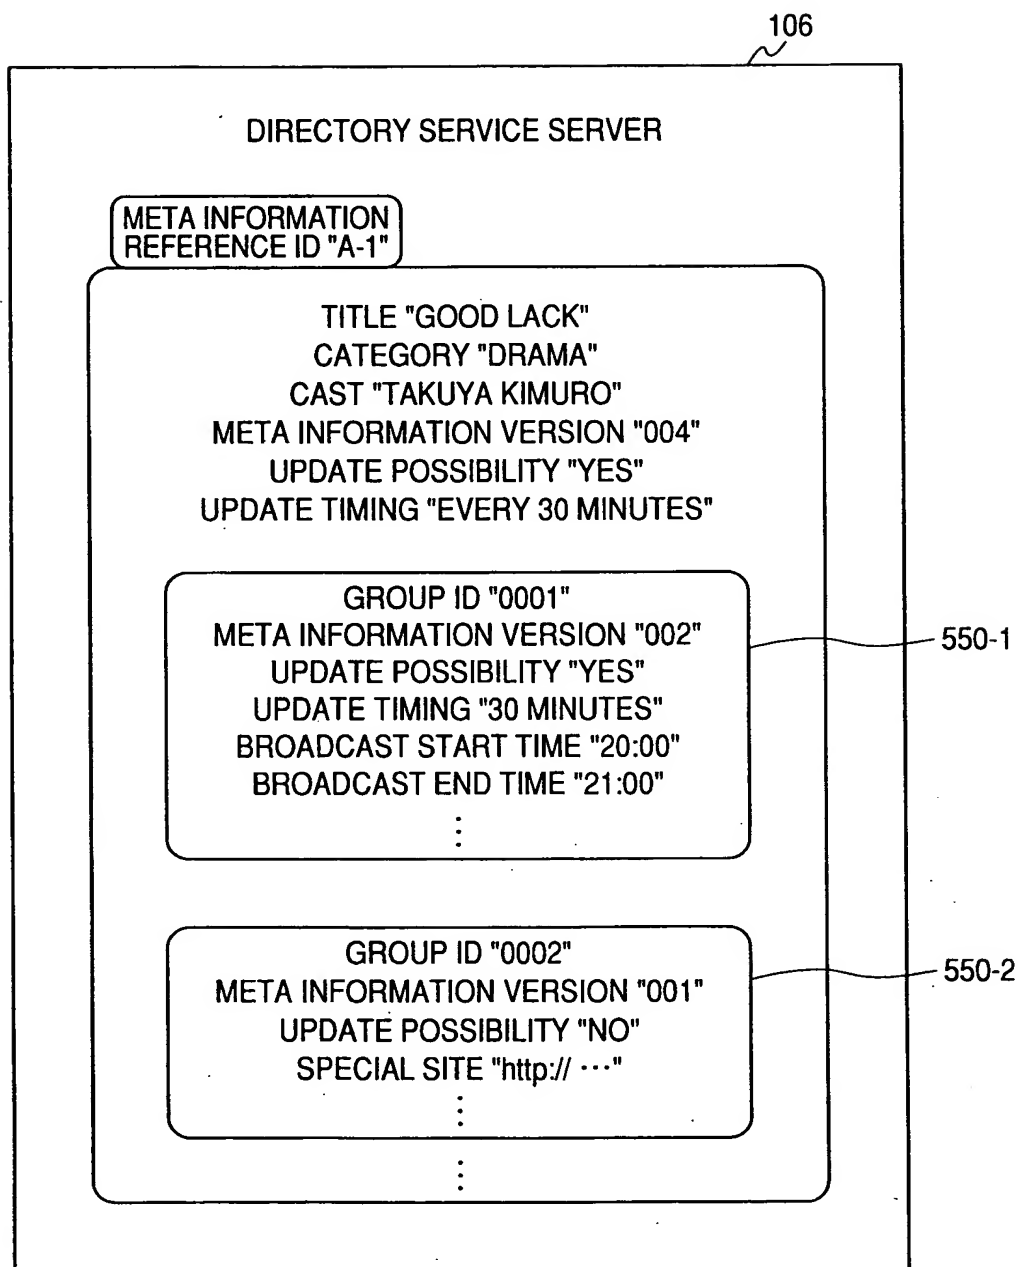 106
DIRECTORY SERVICE SERVER
META INFORMATION
REFERENCE ID "A-1"
TITLE "GOOD LACK"
CATEGORY "DRAMA"
CAST "TAKUYA KIMURO"
META INFORMATION VERSION "004"
UPDATE POSSIBILITY "YES"
UPDATE TIMING "EVERY 30 MINUTES"
GROUP ID "0001"
META INFORMATION VERSION "002"
UPDATE POSSIBILITY "YES"
UPDATE TIMING "30 MINUTES"
BROADCAST START TIME "20:00"
BROADCAST END TIME "21:00"
⋮
550-1
GROUP ID "0002"
META INFORMATION VERSION "001"
UPDATE POSSIBILITY "NO"
SPECIAL SITE "http:// ···"
⋮
550-2
⋮